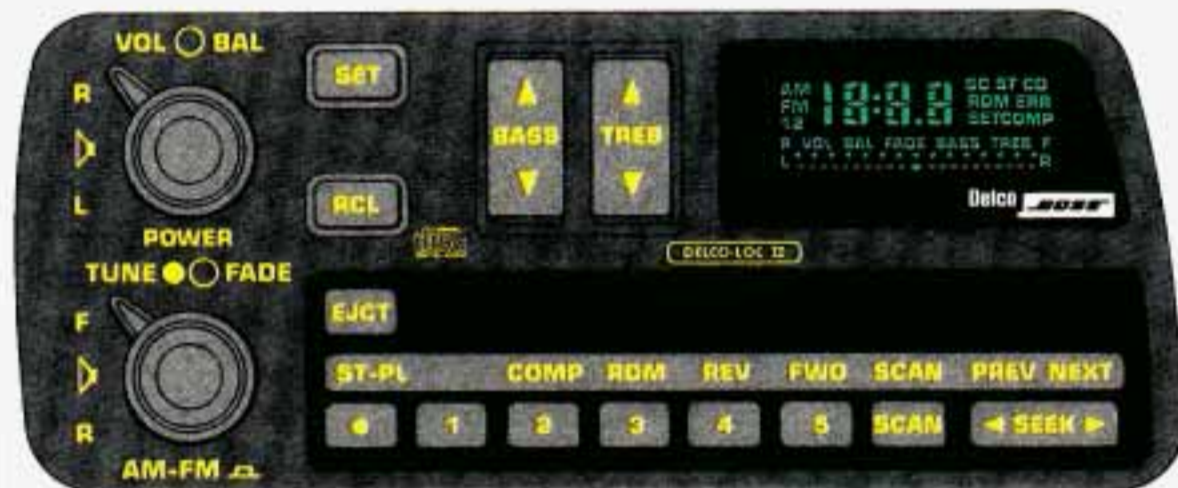 VOL BAL
R
L
POWER
SET
RCL
BASS
TREB
AM
FM
12
18:8.8
SC ST CD
RDM ERR
SETCOMP
R VOL BAL FADE BASS TREB F
L R
Delco BOSE
disc
DELCO-LOC II
TUNE FADE
F
R
AM-FM
EJCT
ST-PL COMP RDM REV FWD SCAN PREV NEXT
1 2 3 4 5 SCAN SEEK